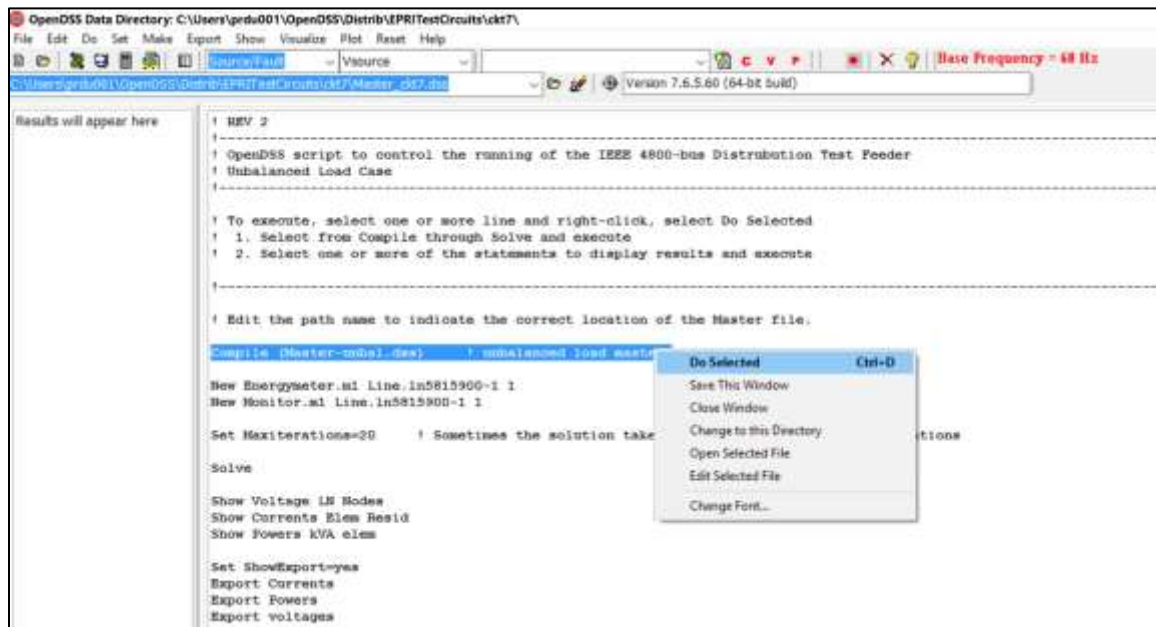 OpenDSS Data Directory: C:\Users\prdu001\OpenDSS\Distrib\EPRITestCircuits\ckt7\
File Edit Do Set Make Export Show Visualize Plot Reset Help
Source/Fault Vsource C V P Base Frequency = 60 Hz
C:\Users\prdu001\OpenDSS\Distrib\EPRITestCircuits\ckt7\Master_ckt7.dss Version 7.6.5.60 (64-bit build)
Results will appear here
! REV 2
!-----
! OpenDSS script to control the running of the IEEE 4800-bus Distrubution Test Feeder
! Unbalanced Load Case
!-----
! To execute, select one or more line and right-click, select Do Selected
! 1. Select from Compile through Solve and execute
! 2. Select one or more of the statements to display results and execute
!-----
! Edit the path name to indicate the correct location of the Master file.
Compile (Master-unbal.dss) ! unbalanced load maste
Do Selected Ctrl+D
Save This Window
Close Window
Change to this Directory
Open Selected File
Edit Selected File
Change Font...
New Energymeter.m1 Line.ln5815900-1 1
New Monitor.m1 Line.ln5815900-1 1
Set Maxiterations=20 ! Sometimes the solution take tions
Solve
Show Voltage LN Nodes
Show Currents Elem Resid
Show Powers kVA elem
Set ShowExport=yes
Export Currents
Export Powers
Export voltages